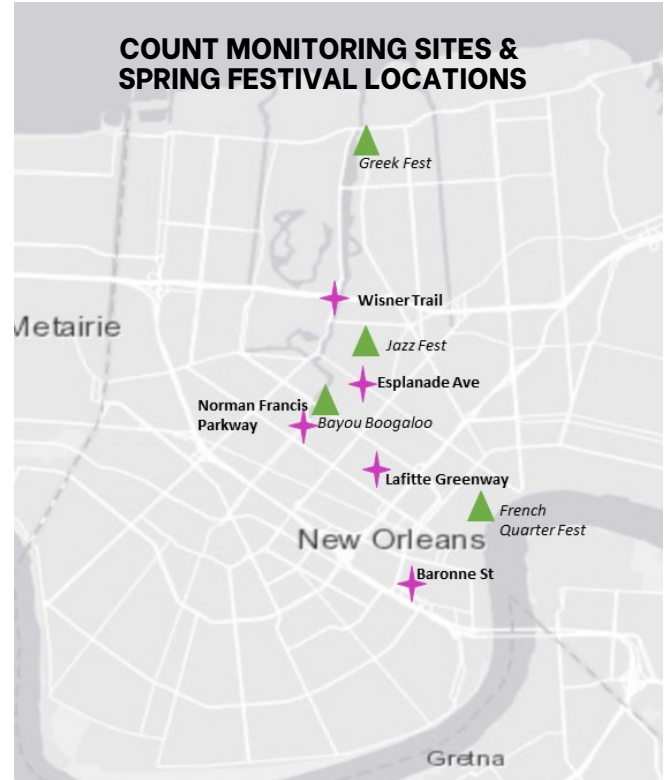 COUNT MONITORING SITES &
SPRING FESTIVAL LOCATIONS
Greek Fest
Wisner Trail
Metairie
Jazz Fest
Esplanade Ave
Norman Francis
Parkway
Bayou Boogaloo
Lafitte Greenway
French
Quarter Fest
New Orleans
Baronne St
Gretna